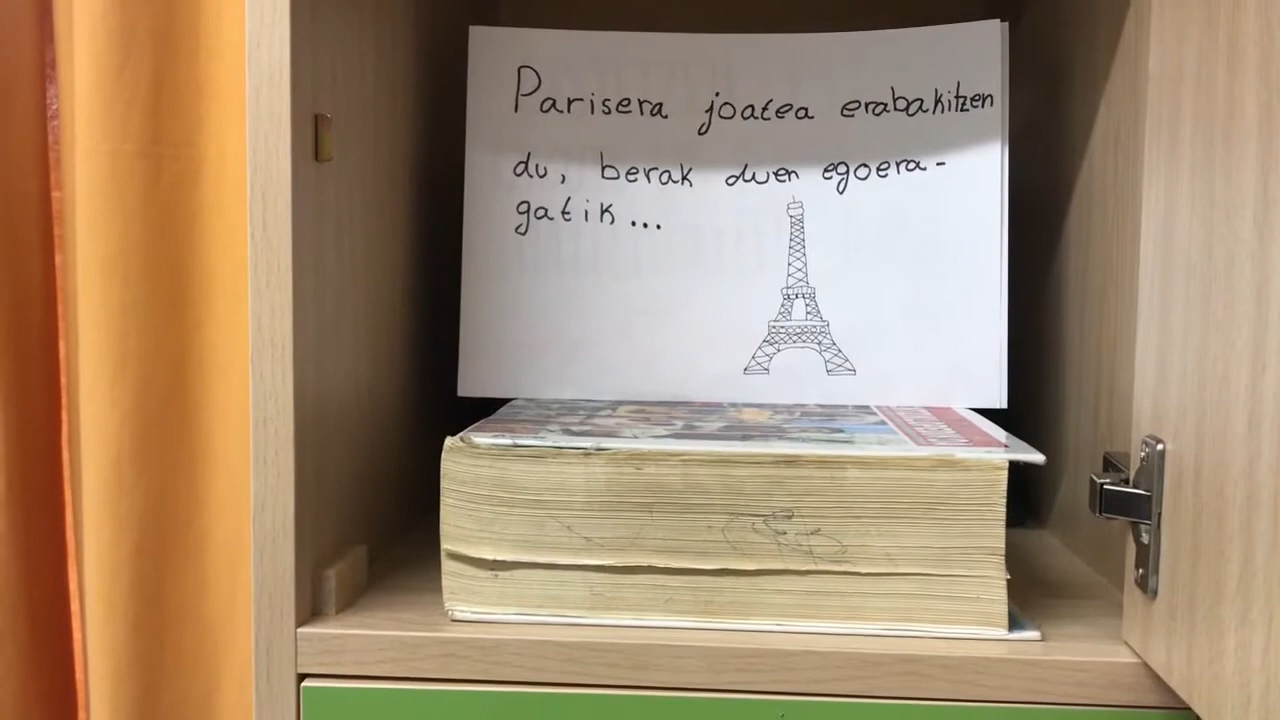 Parisera joatea erabakitzen
du, berak duen egoera-
gatik...